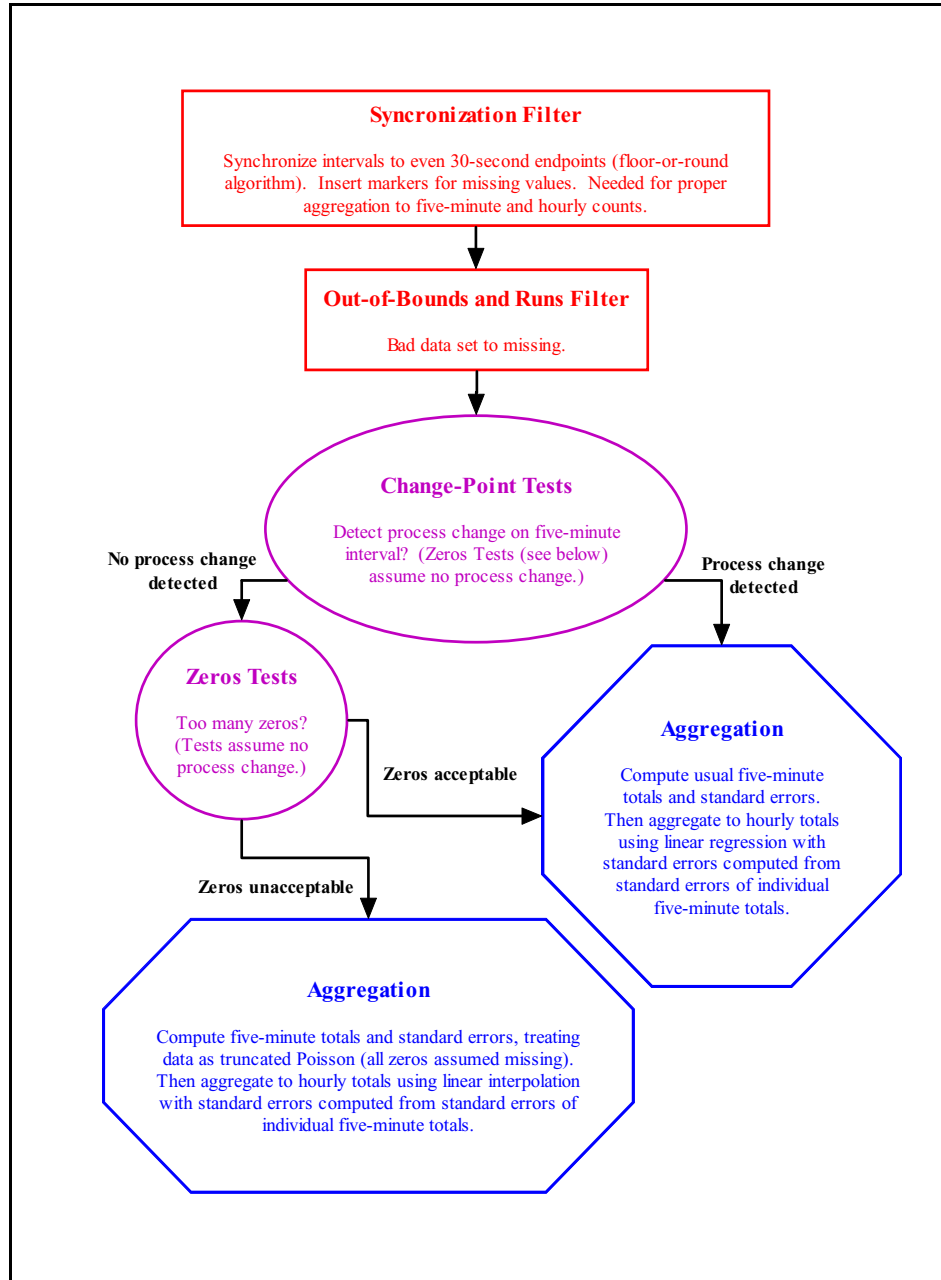 Syncronization Filter
Synchronize intervals to even 30-second endpoints (floor-or-round
algorithm). Insert markers for missing values. Needed for proper
aggregation to five-minute and hourly counts.
Out-of-Bounds and Runs Filter
Bad data set to missing.
Change-Point Tests
Detect process change on five-minute
interval? (Zeros Tests (see below)
assume no process change.)
No process change
detected
Process change
detected
Zeros Tests
Too many zeros?
(Tests assume no
process change.)
Zeros acceptable
Aggregation
Compute usual five-minute
totals and standard errors.
Then aggregate to hourly totals
using linear regression with
standard errors computed from
standard errors of individual
five-minute totals.
Zeros unacceptable
Aggregation
Compute five-minute totals and standard errors, treating
data as truncated Poisson (all zeros assumed missing).
Then aggregate to hourly totals using linear interpolation
with standard errors computed from standard errors of
individual five-minute totals.